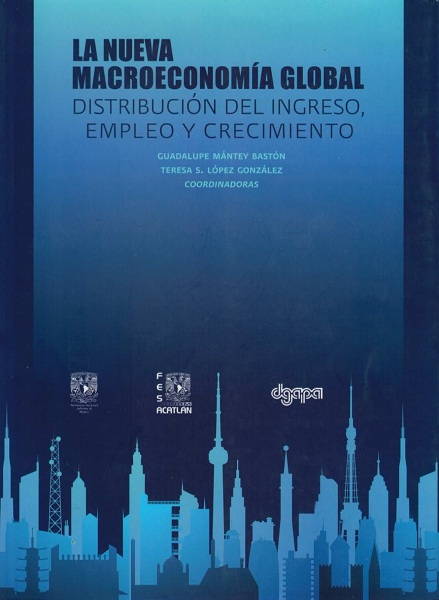 LA NUEVA
MACROECONOMÍA GLOBAL
DISTRIBUCIÓN DEL INGRESO,
EMPLEO Y CRECIMIENTO
GUADALUPE MÁNTEY BASTÓN
TERESA S. LÓPEZ GONZÁLEZ
COORDINADORAS
FES
ACATLÁN
dgapa